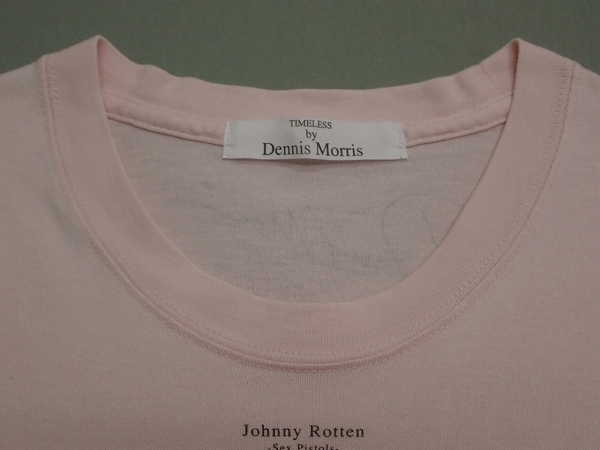 TIMELESS
by
Dennis Morris
Johnny Rotten
-Sex Pistols-